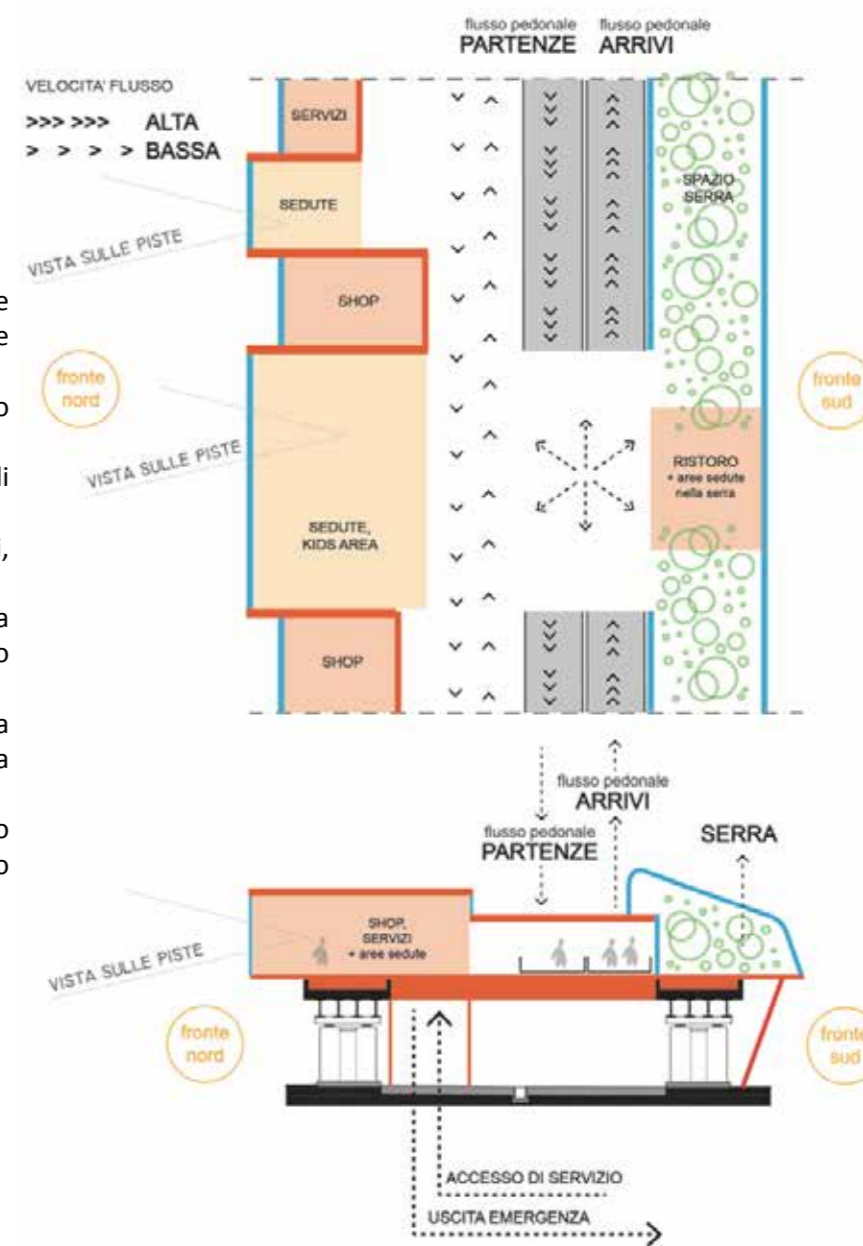 flusso pedonale
PARTENZE
flusso pedonale
ARRIVI
VELOCITA' FLUSSO
>>> >>> ALTA
> > > > BASSA
SERVIZI
SEDUTE
VISTA SULLE PISTE
SHOP
SPAZIO
SERRA
e
e
o
di
i,
a
o
a
a
o
o
fronte
nord
fronte
sud
VISTA SULLE PISTE
SEDUTE,
KIDS AREA
RISTORO
+ aree sedute
nella serra
SHOP
flusso pedonale
ARRIVI
flusso pedonale
PARTENZE
SERRA
SHOP,
SERVIZI
+ aree sedute
VISTA SULLE PISTE
fronte
nord
fronte
sud
ACCESSO DI SERVIZIO
USCITA EMERGENZA